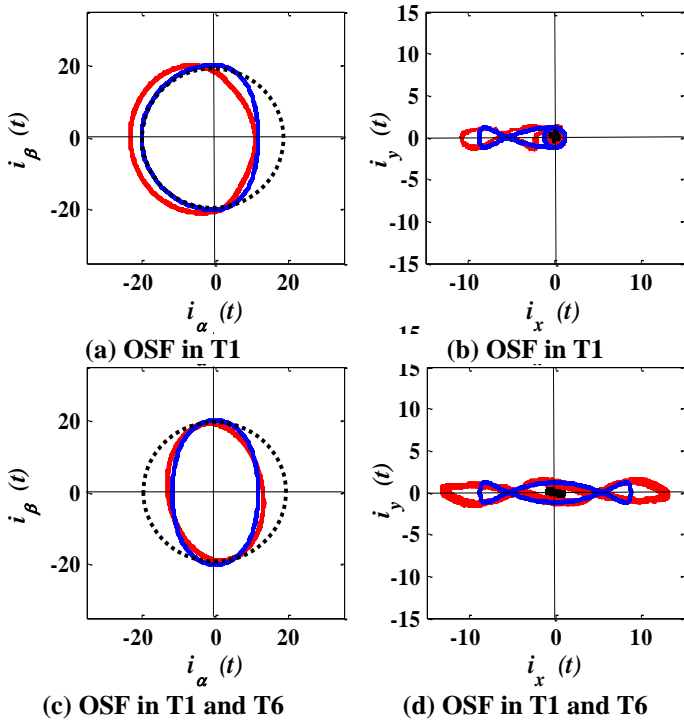 20
0
-20
i β (t)
-20 0 20
i α (t)
(a) OSF in T1
15
10
5
0
-5
-10
-15
i y (t)
-10 0 10
i x (t)
(b) OSF in T1
20
0
-20
i β (t)
-20 0 20
i α (t)
(c) OSF in T1 and T6
15
10
5
0
-5
-10
-15
i y (t)
-10 0 10
i x (t)
(d) OSF in T1 and T6